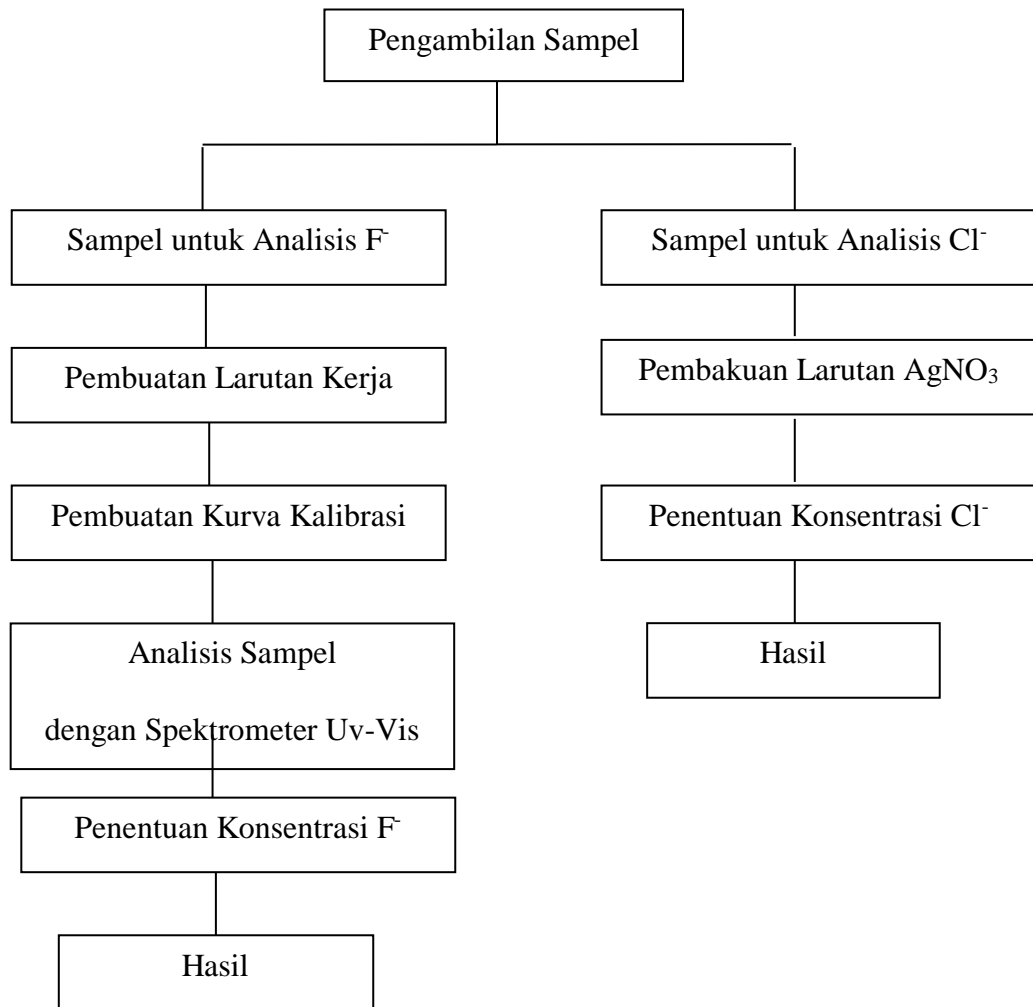 Pengambilan Sampel
Sampel untuk Analisis F⁻
Pembuatan Larutan Kerja
Pembuatan Kurva Kalibrasi
Analisis Sampel
dengan Spektrometer Uv-Vis
Penentuan Konsentrasi F⁻
Hasil
Sampel untuk Analisis Cl⁻
Pembakuan Larutan AgNO₃
Penentuan Konsentrasi Cl⁻
Hasil